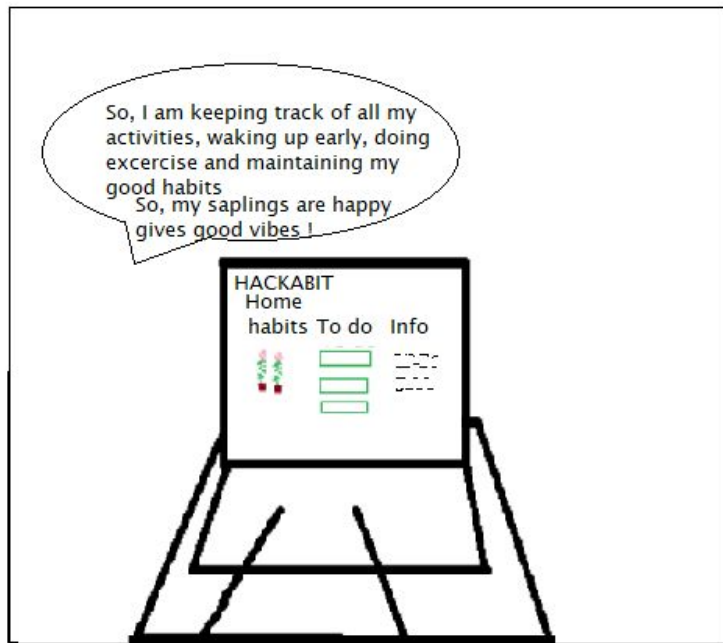 So, I am keeping track of all my
activities, waking up early, doing
excercise and maintaining my
good habits
So, my saplings are happy
gives good vibes !
HACKABIT
Home
habits To do Info